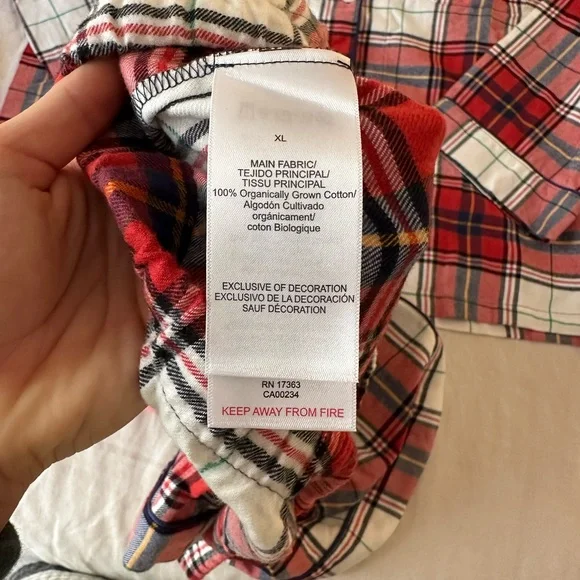 XL
MAIN FABRIC/
TEJIDO PRINCIPAL/
TISSU PRINCIPAL
100% Organically Grown Cotton/
Algodón Cultivado
orgánicament/
coton Biologique
EXCLUSIVE OF DECORATION
EXCLUSIVO DE LA DECORACIÓN
SAUF DÉCORATION
RN 17363
CA00234
KEEP AWAY FROM FIRE